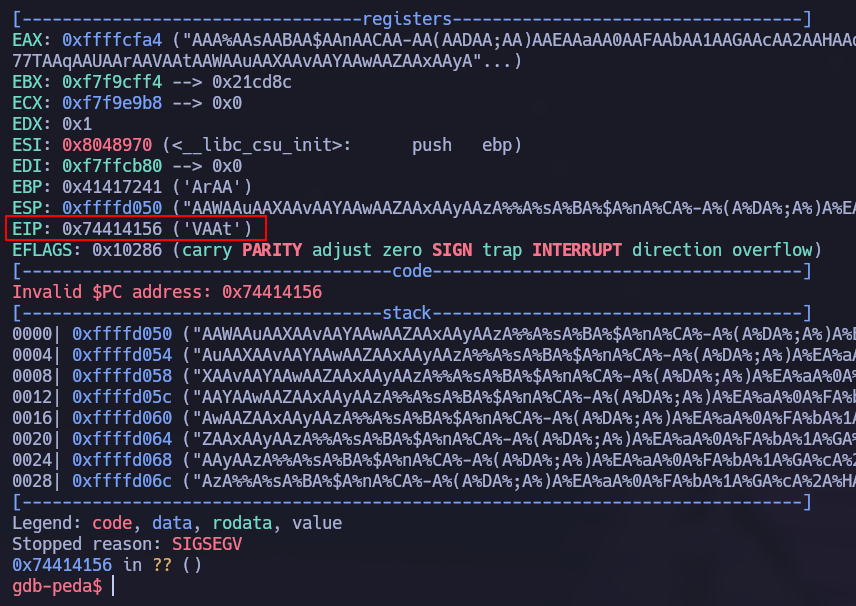 [----------------------------------registers-----------------------------------]
EAX: 0xffffcfa4 ("AAA%AAsAABAA$AAnAACAA-AA(AADAA;AA)AAEAAaAA0AAFAAbAA1AAGAAcAA2AAHAAd
77TAAqAAUAArAAVAAtAAWAAuAAXAAvAAYAAwAAZAAxAAyA"...)
EBX: 0xf7f9cff4 --> 0x21cd8c
ECX: 0xf7f9e9b8 --> 0x0
EDX: 0x1
ESI: 0x8048970 (<__libc_csu_init>:      push   ebp)
EDI: 0xf7ffcb80 --> 0x0
EBP: 0x41417241 ('ArAA')
ESP: 0xffffd050 ("AAWAAuAAXAAvAAYAAwAAZAAxAAyAAzA%%A%sA%BA%$A%nA%CA%-A%(A%DA%;A%)A%EA
EIP: 0x74414156 ('VAAt')
EFLAGS: 0x10286 (carry PARITY adjust zero SIGN trap INTERRUPT direction overflow)
[-------------------------------------code-------------------------------------]
Invalid $PC address: 0x74414156
[------------------------------------stack-------------------------------------]
0000| 0xffffd050 ("AAWAAuAAXAAvAAYAAwAAZAAxAAyAAzA%%A%sA%BA%$A%nA%CA%-A%(A%DA%;A%)A%E
0004| 0xffffd054 ("AuAAXAAvAAYAAwAAZAAxAAyAAzA%%A%sA%BA%$A%nA%CA%-A%(A%DA%;A%)A%EA%aA
0008| 0xffffd058 ("XAAvAAYAAwAAZAAxAAyAAzA%%A%sA%BA%$A%nA%CA%-A%(A%DA%;A%)A%EA%aA%0A%
0012| 0xffffd05c ("AAYAAwAAZAAxAAyAAzA%%A%sA%BA%$A%nA%CA%-A%(A%DA%;A%)A%EA%aA%0A%FA%b
0016| 0xffffd060 ("AwAAZAAxAAyAAzA%%A%sA%BA%$A%nA%CA%-A%(A%DA%;A%)A%EA%aA%0A%FA%bA%1A
0020| 0xffffd064 ("ZAAxAAyAAzA%%A%sA%BA%$A%nA%CA%-A%(A%DA%;A%)A%EA%aA%0A%FA%bA%1A%GA%
0024| 0xffffd068 ("AAyAAzA%%A%sA%BA%$A%nA%CA%-A%(A%DA%;A%)A%EA%aA%0A%FA%bA%1A%GA%cA%2
0028| 0xffffd06c ("AzA%%A%sA%BA%$A%nA%CA%-A%(A%DA%;A%)A%EA%aA%0A%FA%bA%1A%GA%cA%2A%HA
[------------------------------------------------------------------------------]
Legend: code, data, rodata, value
Stopped reason: SIGSEGV
0x74414156 in ?? ()
gdb-peda$